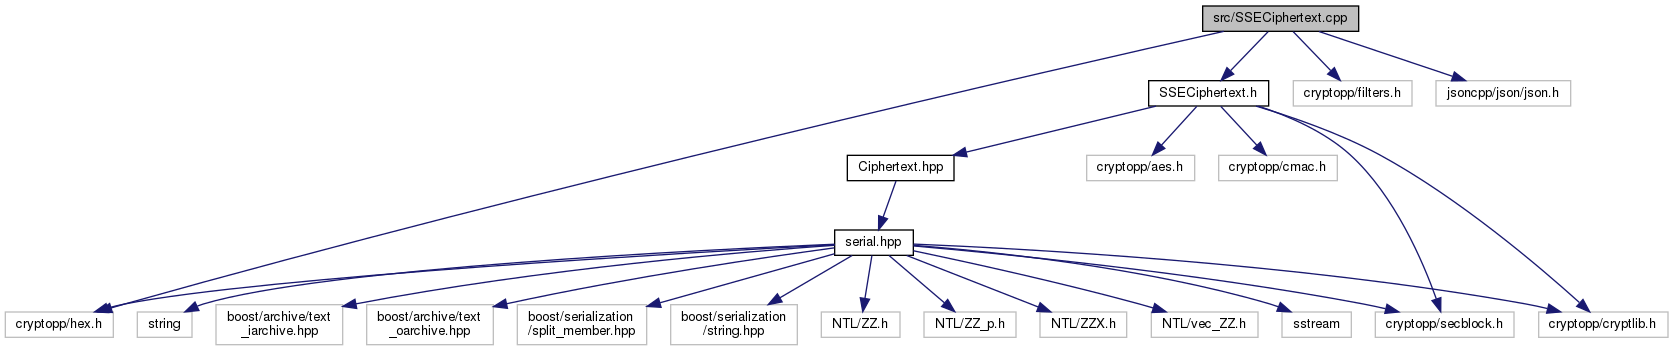 src/SSECiphertext.cpp
SSECiphertext.h
cryptopp/filters.h
jsoncpp/json/json.h
Ciphertext.hpp
cryptopp/aes.h
cryptopp/cmac.h
serial.hpp
cryptopp/hex.h
string
boost/archive/text
_iarchive.hpp
boost/archive/text
_oarchive.hpp
boost/serialization
/split_member.hpp
boost/serialization
/string.hpp
NTL/ZZ.h
NTL/ZZ_p.h
NTL/ZZX.h
NTL/vec_ZZ.h
sstream
cryptopp/secblock.h
cryptopp/cryptlib.h